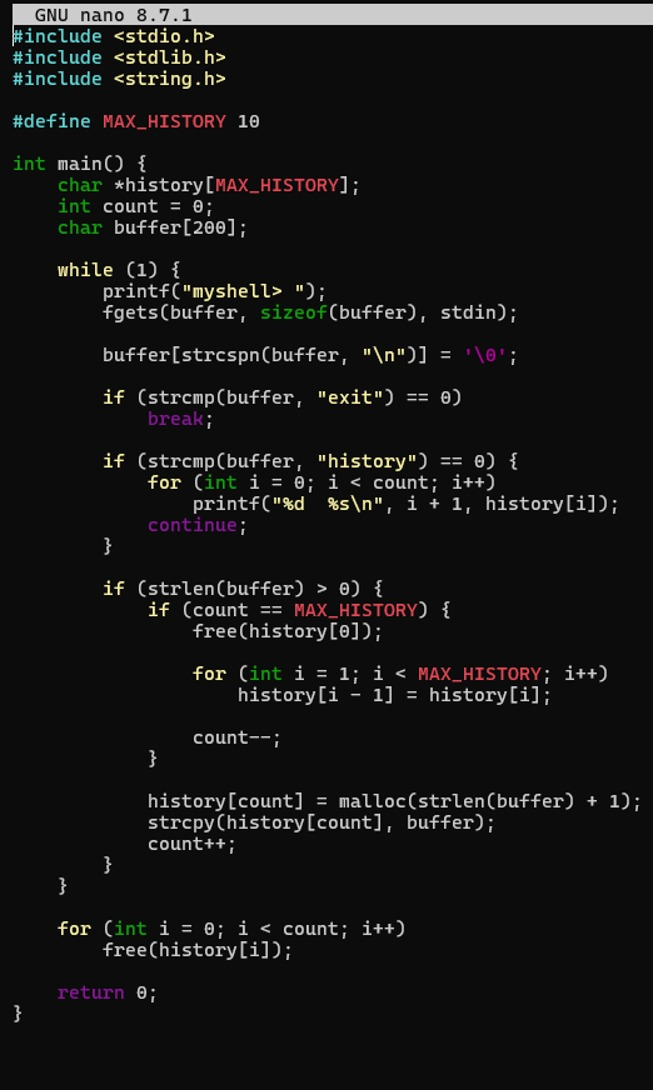 GNU nano 8.7.1
#include <stdio.h>
#include <stdlib.h>
#include <string.h>

#define MAX_HISTORY 10

int main() {
    char *history[MAX_HISTORY];
    int count = 0;
    char buffer[200];

    while (1) {
        printf("myshell> ");
        fgets(buffer, sizeof(buffer), stdin);

        buffer[strcspn(buffer, "\n")] = '\0';

        if (strcmp(buffer, "exit") == 0)
            break;

        if (strcmp(buffer, "history") == 0) {
            for (int i = 0; i < count; i++)
                printf("%d  %s\n", i + 1, history[i]);
            continue;
        }

        if (strlen(buffer) > 0) {
            if (count == MAX_HISTORY) {
                free(history[0]);

                for (int i = 1; i < MAX_HISTORY; i++)
                    history[i - 1] = history[i];

                count--;
            }

            history[count] = malloc(strlen(buffer) + 1);
            strcpy(history[count], buffer);
            count++;
        }
    }

    for (int i = 0; i < count; i++)
        free(history[i]);

    return 0;
}